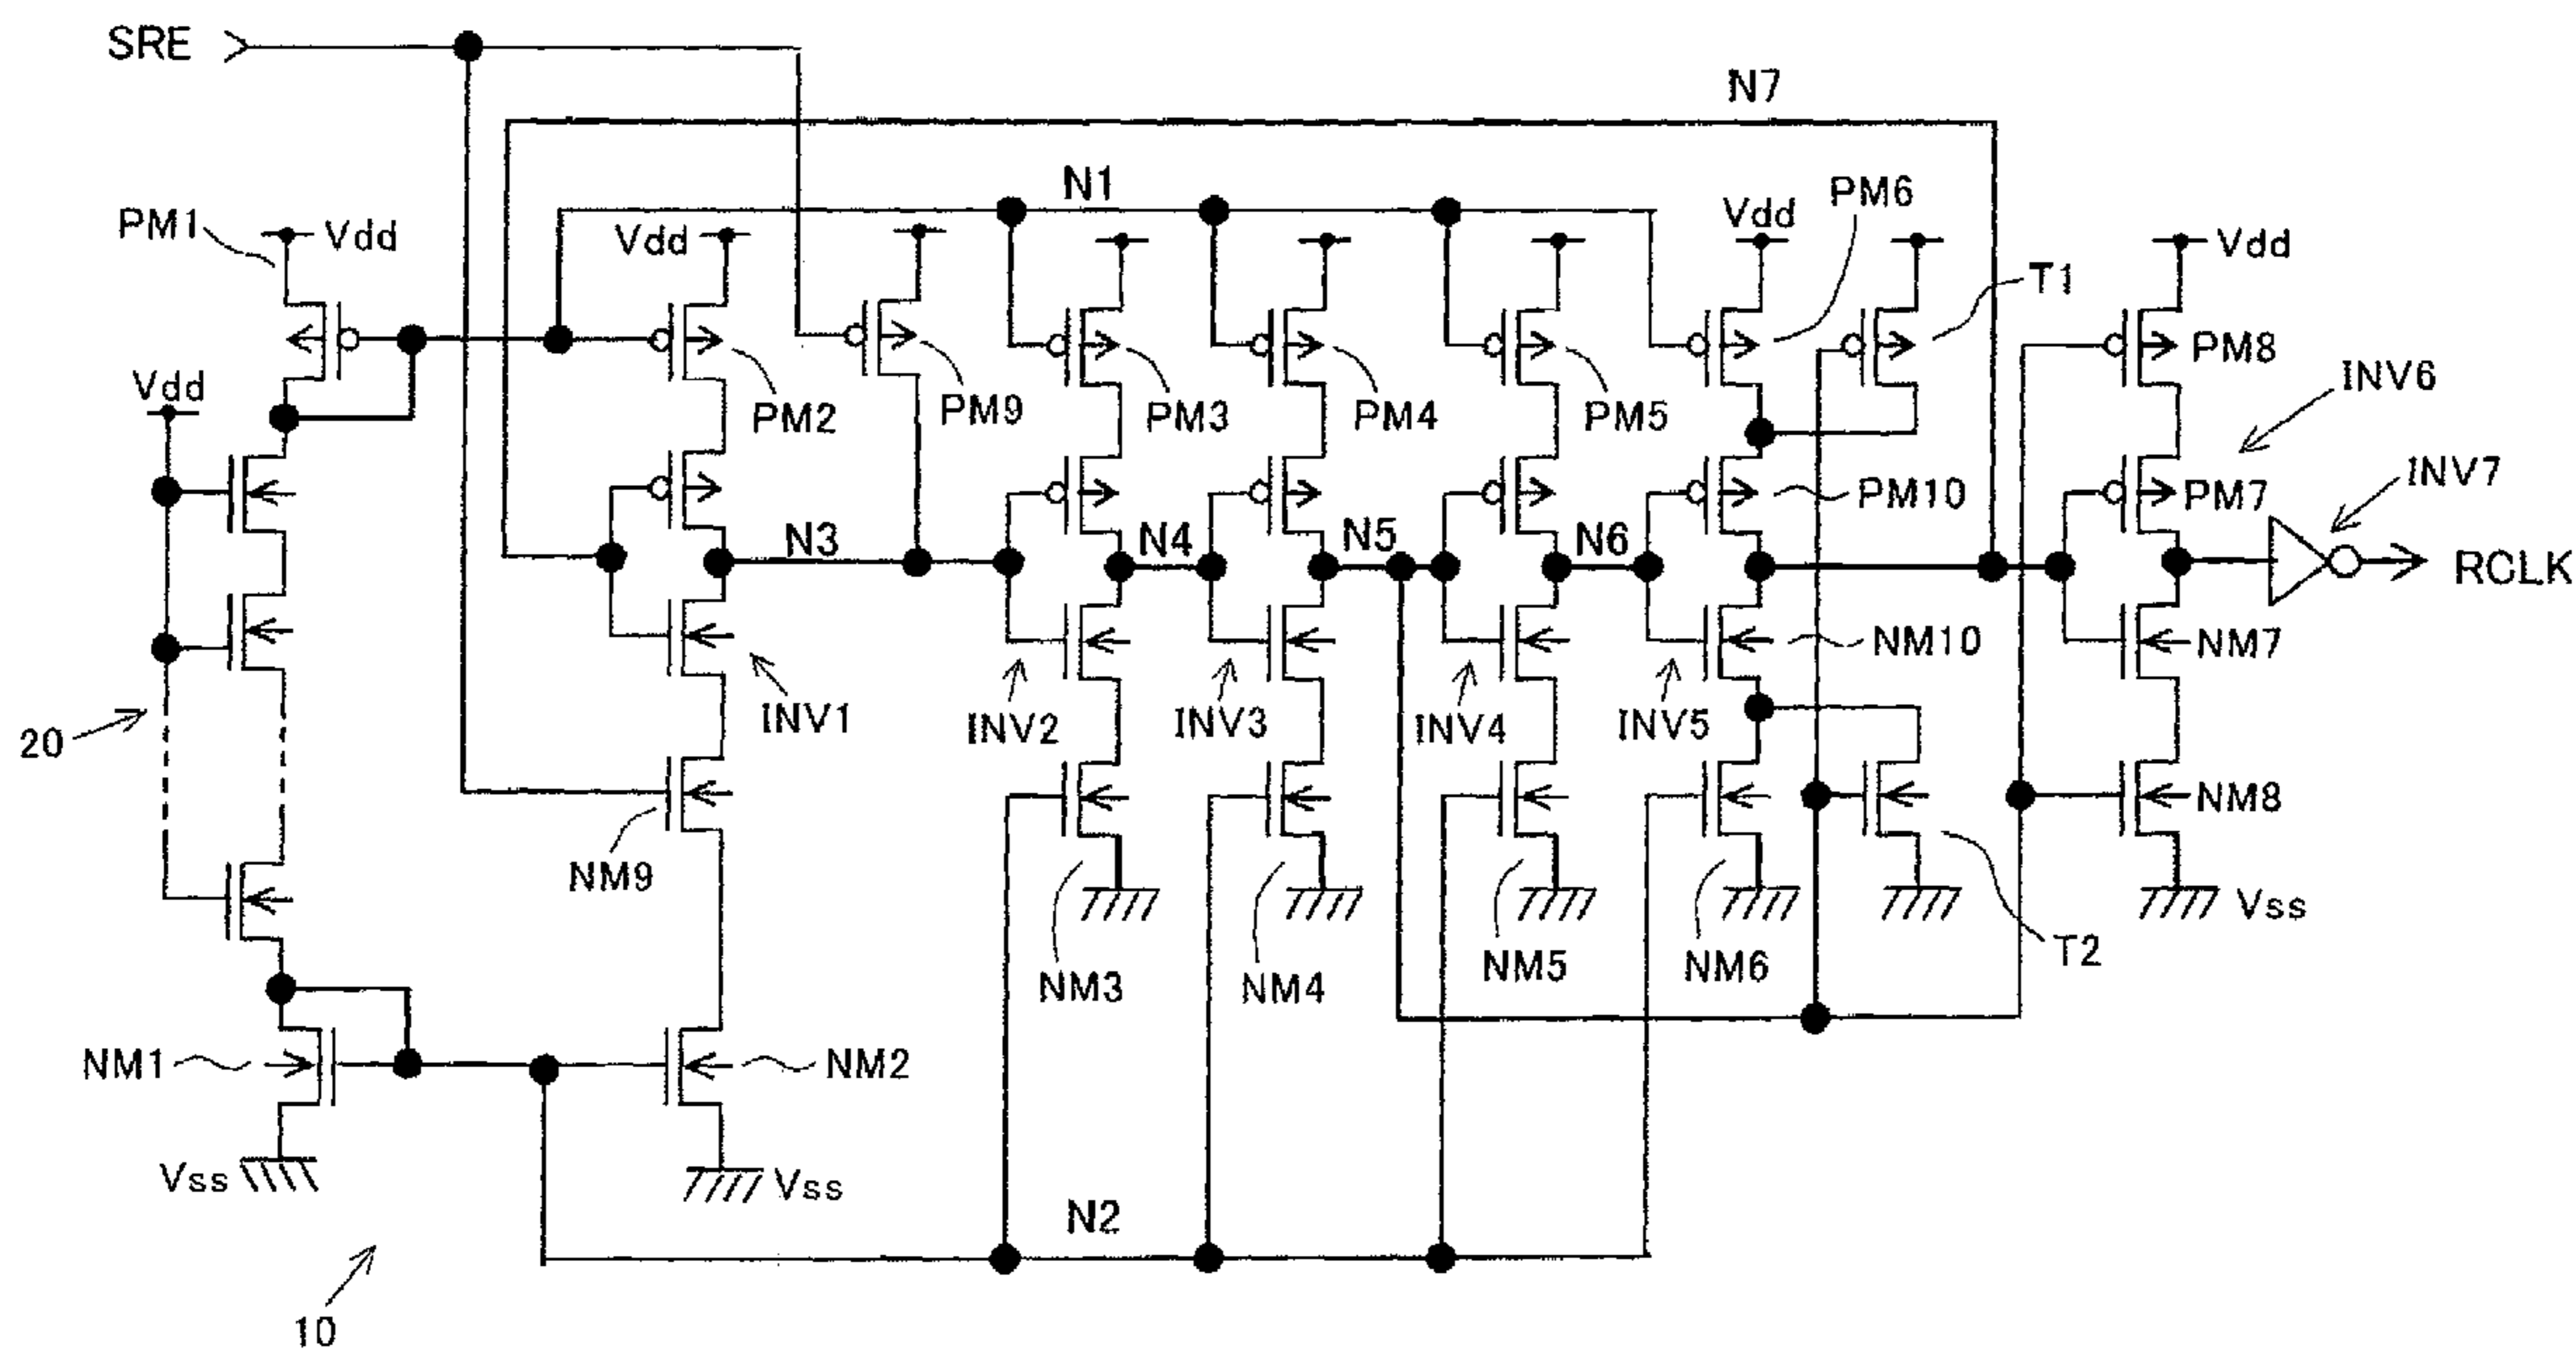 SRE
N7
N1
PM6
PM1
Vdd
Vdd
Vdd
Vdd
T1
PM8
Vdd
PM2
PM9
PM3
PM4
PM5
INV6
INV7
PM10
PM7
N3
N4
N5
N6
RCLK
NM10
NM7
20
INV1
INV2
INV3
INV4
INV5
NM8
NM9
Vss
NM3
NM4
NM5
NM6
T2
NM1
NM2
Vss
Vss
N2
10